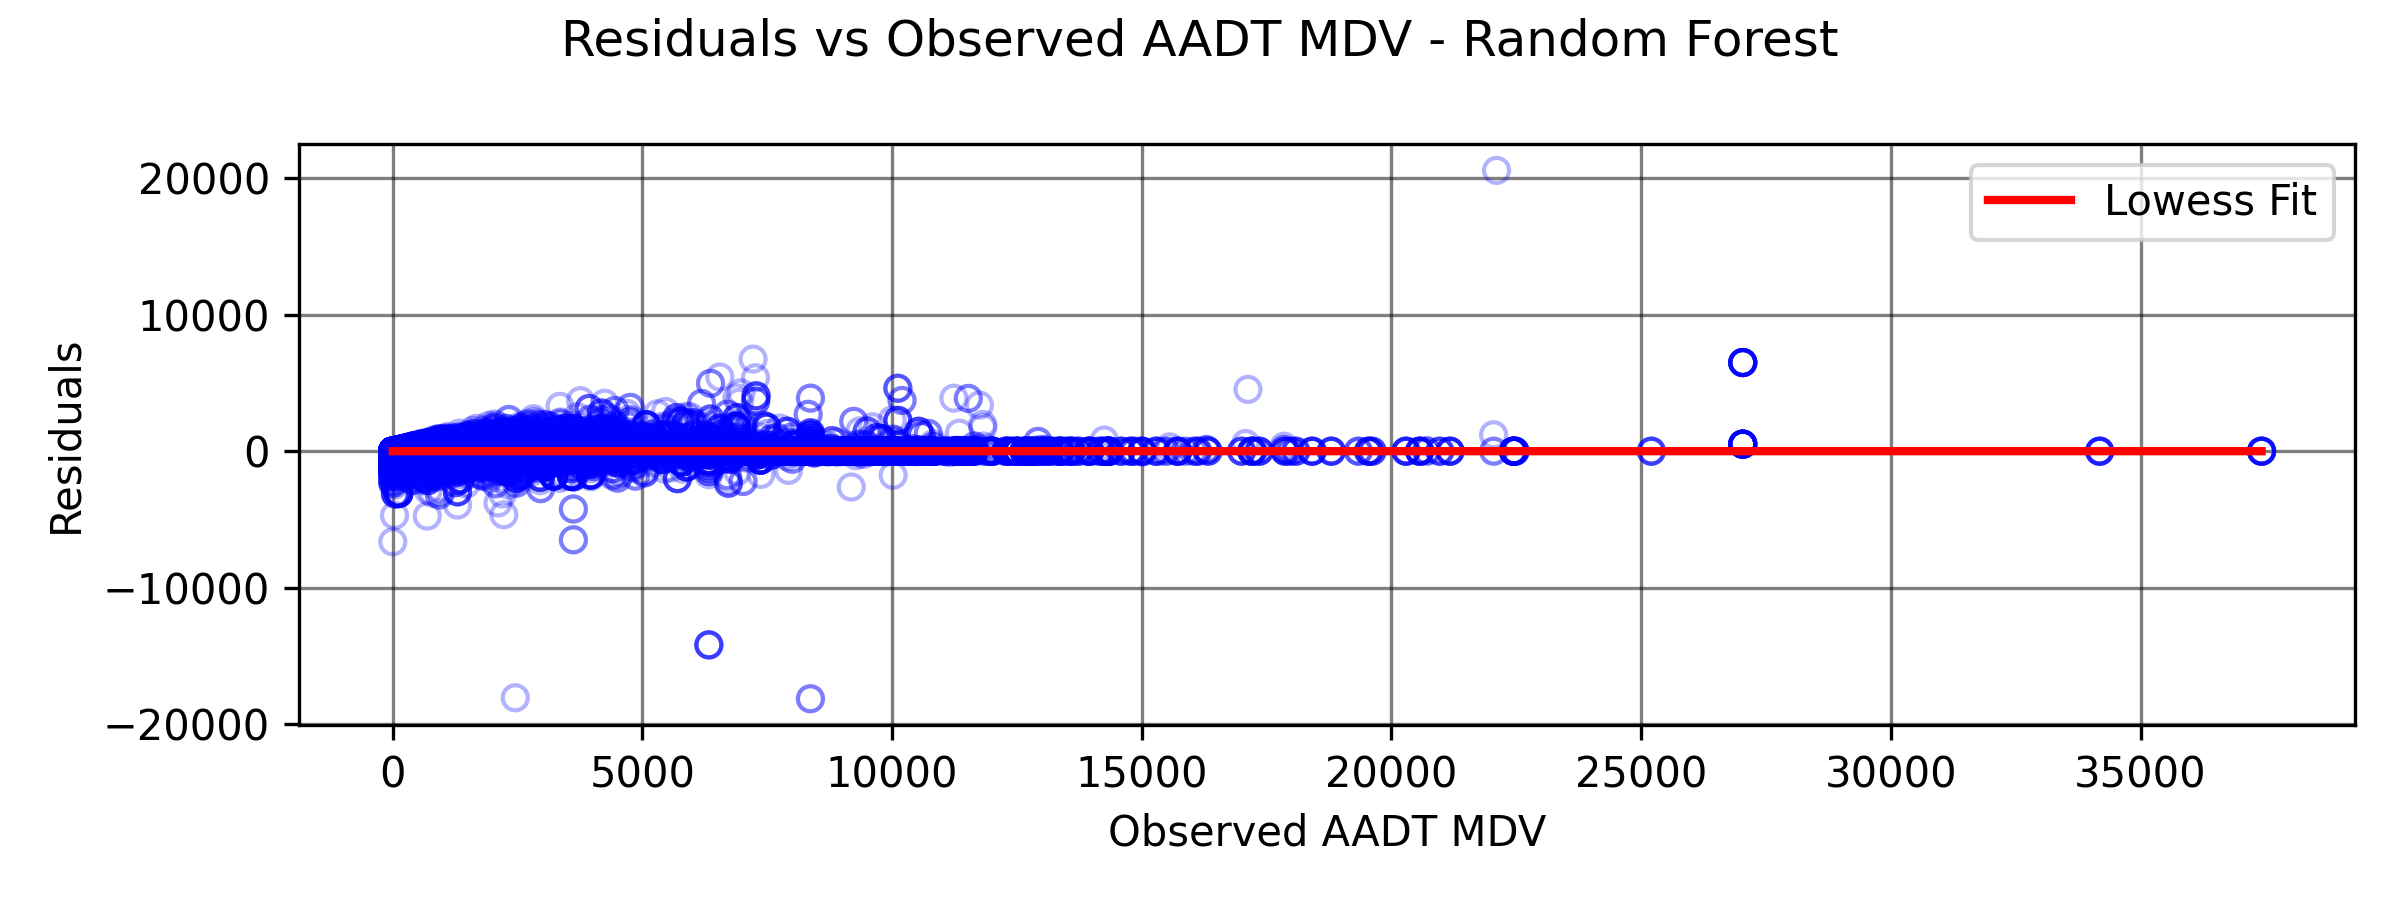 Residuals vs Observed AADT MDV - Random Forest
Lowess Fit
Residuals
20000
10000
0
−10000
−20000
0 5000 10000 15000 20000 25000 30000 35000
Observed AADT MDV